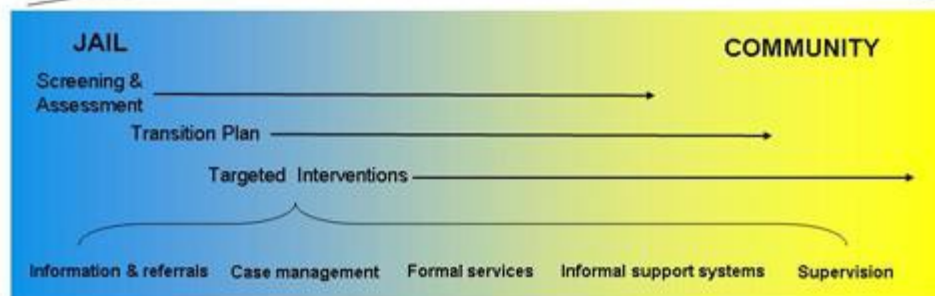 JAIL
COMMUNITY
Screening &
Assessment
Transition Plan
Targeted Interventions
Information & referrals Case management Formal services Informal support systems Supervision